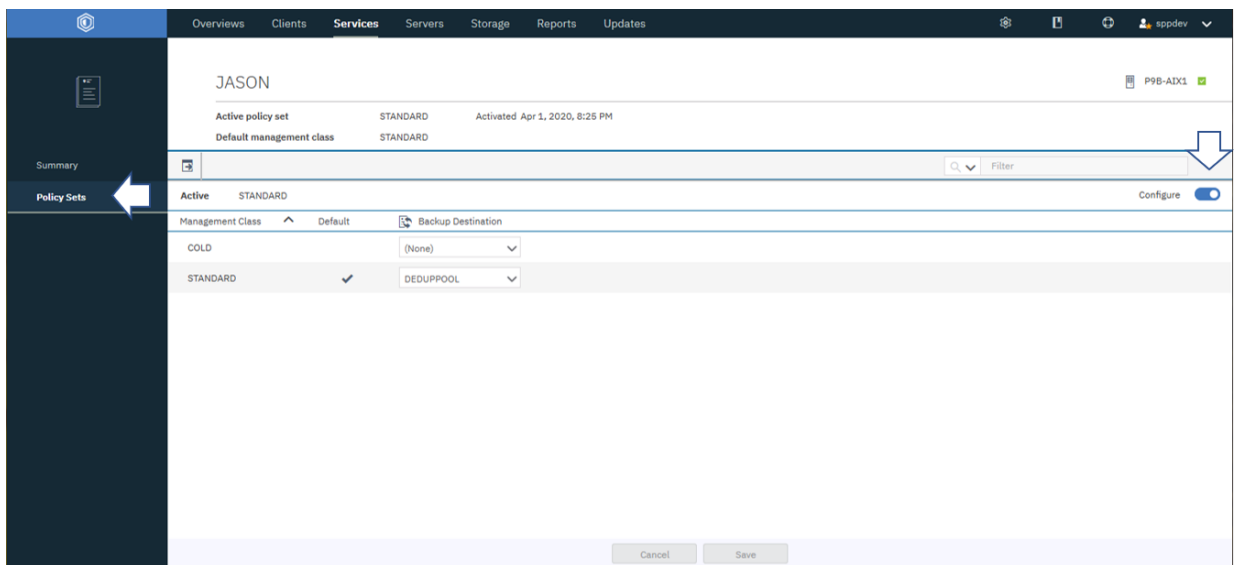 Overviews Clients Services Servers Storage Reports Updates sppdev
JASON P9B-AIX1
Active policy set STANDARD Activated Apr 1, 2020, 8:25 PM
Default management class STANDARD
Summary
Filter
Policy Sets
Active STANDARD Configure
Management Class Default Backup Destination
COLD (None)
STANDARD DEDUPPOOL
Cancel Save